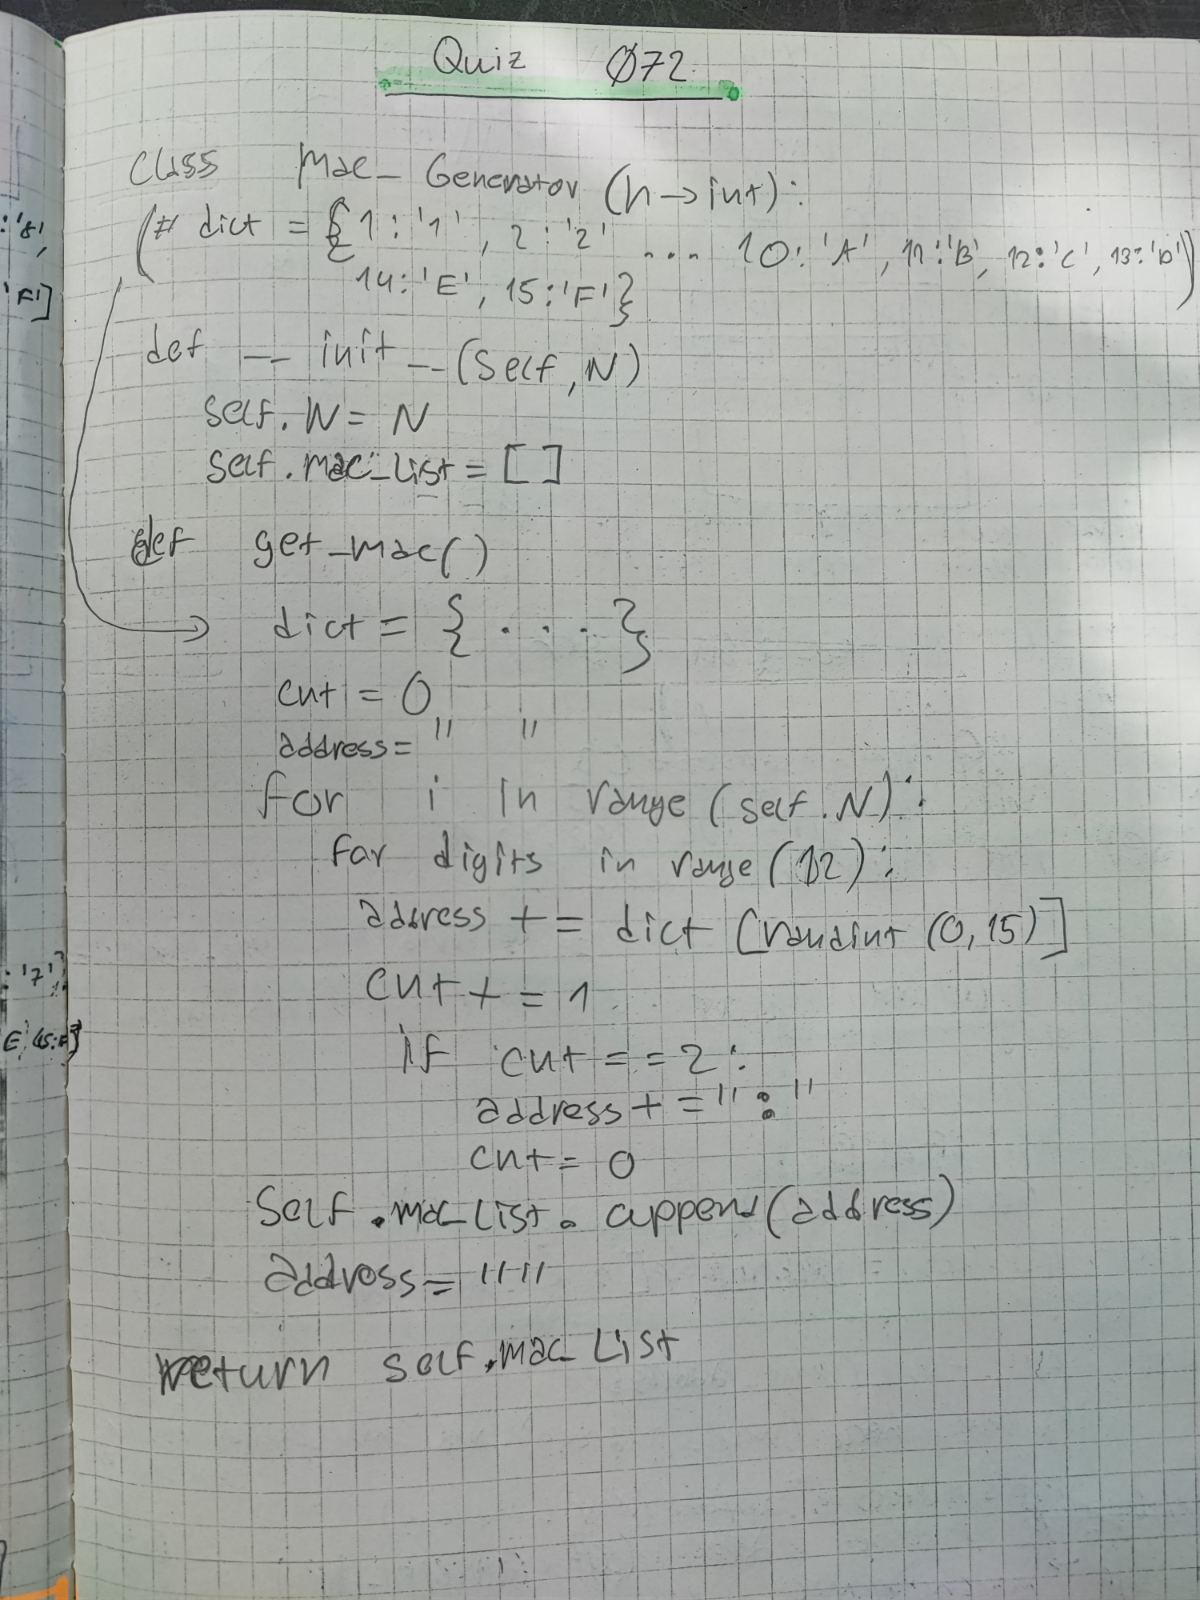 Quiz Ø72
class Mac_Generator (n→int):
(# dict = {1:'1', 2:'2' ... 10:'A', 11:'B', 12:'C', 13:'D')
14:'E', 15:'F'}
def __init__(self, N)
self.N = N
self.mac_list = []
def get_mac()
dict = {...}
cnt = 0
address = " "
for i in range(self.N):
for digits in range(12):
address += dict [randint (0,15)]
cnt += 1
if cnt == 2:
address += ":"
cnt = 0
self.mac_list.append(address)
address = ""
return self.mac_list
:'8',
'F']
:'7'}
E', 15:F}